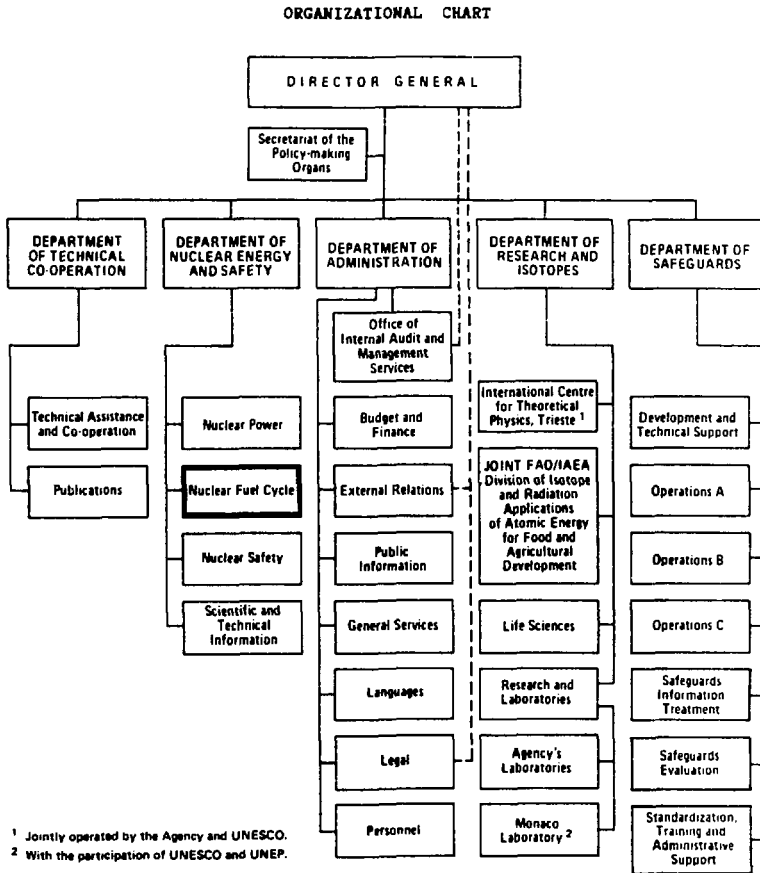 ORGANIZATIONAL CHART
DIRECTOR GENERAL
Secretariat of the
Policy-making
Organs
DEPARTMENT
OF TECHNICAL
CO-OPERATION
DEPARTMENT OF
NUCLEAR ENERGY
AND SAFETY
DEPARTMENT OF
ADMINISTRATION
DEPARTMENT OF
RESEARCH AND
ISOTOPES
DEPARTMENT OF
SAFEGUARDS
Technical Assistance
and Co-operation
Publications
Nuclear Power
Nuclear Fuel Cycle
Nuclear Safety
Scientific and
Technical
Information
Office of
Internal Audit and
Management
Services
Budget and
Finance
External Relations
Public
Information
General Services
Languages
Legal
Personnel
International Centre
for Theoretical
Physics, Trieste 1
JOINT FAO/IAEA
Division of Isotope
and Radiation
Applications
of Atomic Energy
for Food and
Agricultural
Development
Life Sciences
Research and
Laboratories
Agency's
Laboratories
Monaco
Laboratory 2
Development and
Technical Support
Operations A
Operations B
Operations C
Safeguards
Information
Treatment
Safeguards
Evaluation
Standardization,
Training and
Administrative
Support
1 Jointly operated by the Agency and UNESCO.
2 With the participation of UNESCO and UNEP.